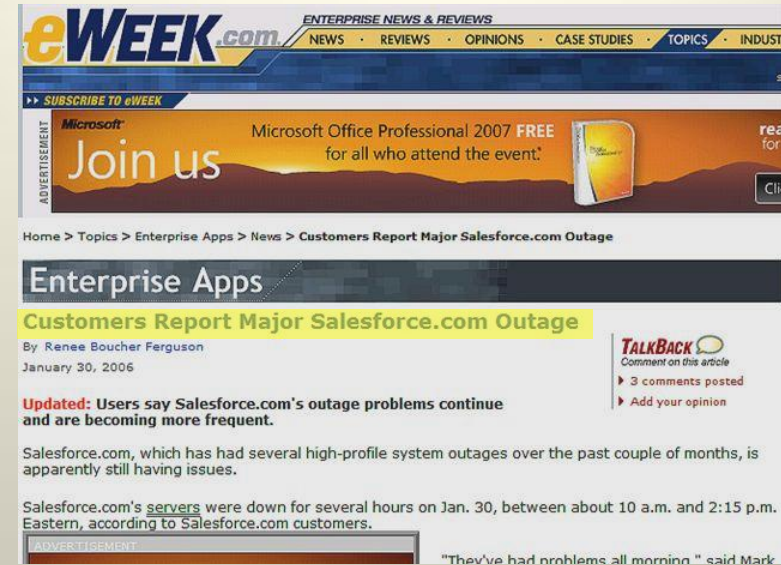 eWEEK.com
ENTERPRISE NEWS & REVIEWS
NEWS · REVIEWS · OPINIONS · CASE STUDIES · TOPICS · INDUST
▸▸ SUBSCRIBE TO eWEEK
ADVERTISEMENT
Microsoft
Join us
Microsoft Office Professional 2007 FREE
for all who attend the event.*
rea
for
Cli
Home > Topics > Enterprise Apps > News > Customers Report Major Salesforce.com Outage
Enterprise Apps
Customers Report Major Salesforce.com Outage
By Renee Boucher Ferguson
January 30, 2006
TALKBACK
Comment on this article
3 comments posted
Add your opinion
Updated: Users say Salesforce.com's outage problems continue
and are becoming more frequent.
Salesforce.com, which has had several high-profile system outages over the past couple of months, is
apparently still having issues.
Salesforce.com's servers were down for several hours on Jan. 30, between about 10 a.m. and 2:15 p.m.
Eastern, according to Salesforce.com customers.
ADVERTISEMENT
"They've had problems all morning," said Mark